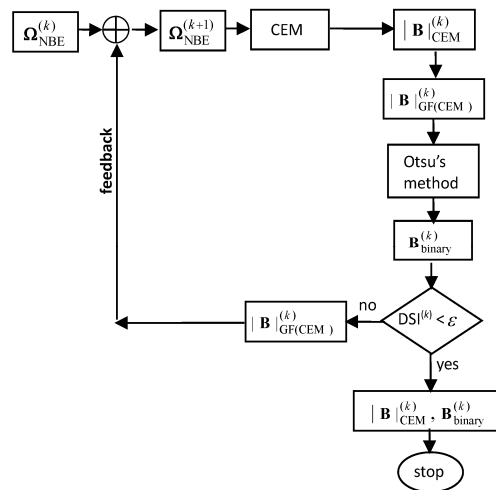 Ω_NBE^(k)
Ω_NBE^(k+1)
CEM
| B |_CEM^(k)
| B |_GF(CEM )^(k)
Otsu's
method
B_binary^(k)
DSI^(k) < ε
no
| B |_GF(CEM )^(k)
feedback
yes
| B |_CEM^(k) , B_binary^(k)
stop